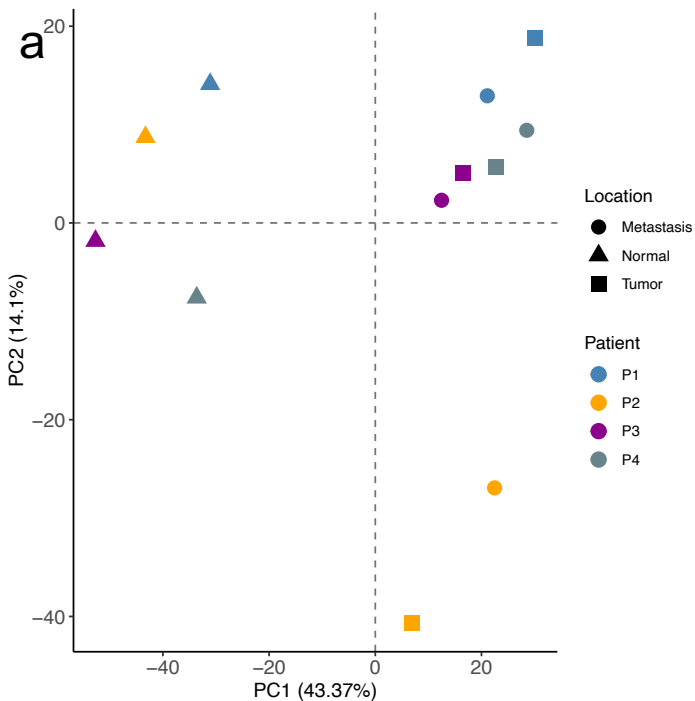 a
20
0
−20
−40
−40
−20
0
20
PC2 (14.1%)
PC1 (43.37%)
Location
Metastasis
Normal
Tumor
Patient
P1
P2
P3
P4